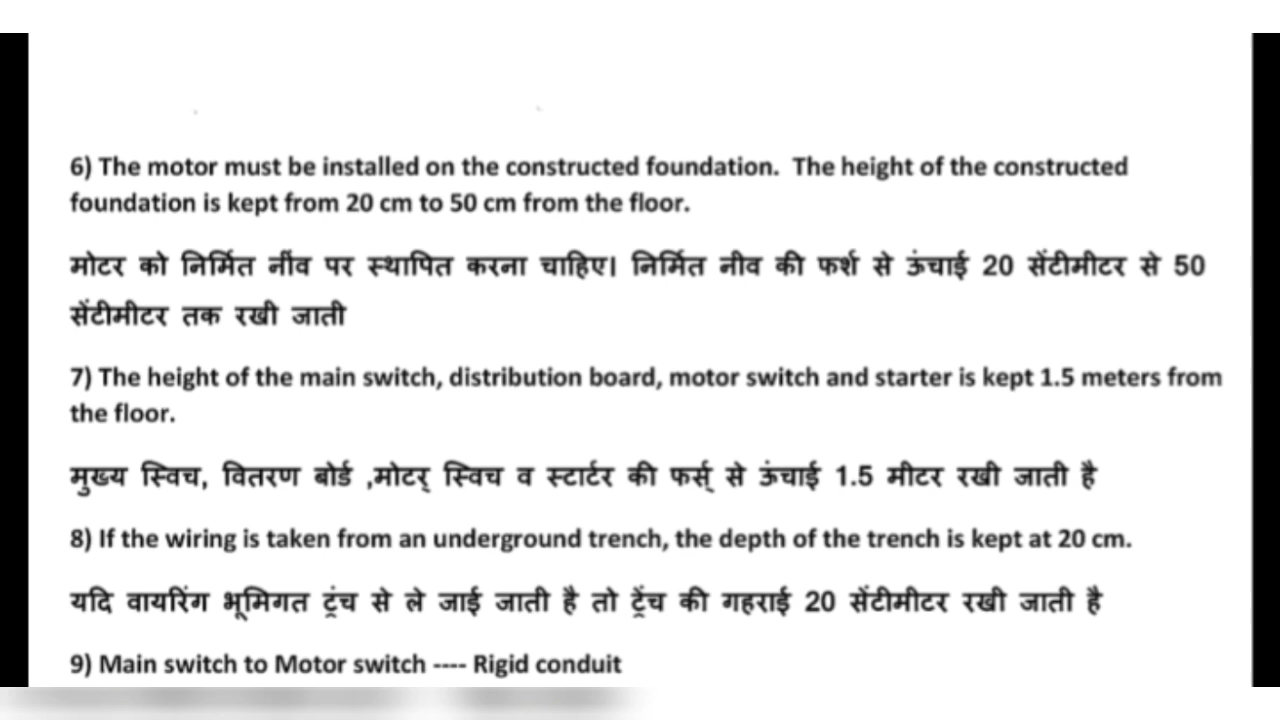 6) The motor must be installed on the constructed foundation.  The height of the constructed
foundation is kept from 20 cm to 50 cm from the floor.
मोटर को निर्मित नींव पर स्थापित करना चाहिए। निर्मित नीव की फर्श से ऊंचाई 20 सेंटीमीटर से 50
सेंटीमीटर तक रखी जाती
7) The height of the main switch, distribution board, motor switch and starter is kept 1.5 meters from
the floor.
मुख्य स्विच, वितरण बोर्ड ,मोटर् स्विच व स्टार्टर की फर्स् से ऊंचाई 1.5 मीटर रखी जाती है
8) If the wiring is taken from an underground trench, the depth of the trench is kept at 20 cm.
यदि वायरिंग भूमिगत ट्रंच से ले जाई जाती है तो ट्रेंच की गहराई 20 सेंटीमीटर रखी जाती है
9) Main switch to Motor switch ---- Rigid conduit